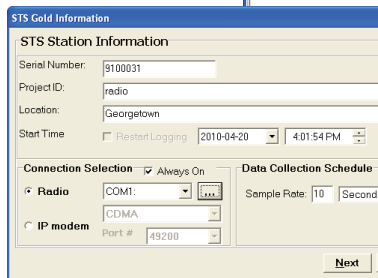 STS Gold Information
STS Station Information
Serial Number: 9100031
Project ID: radio
Location: Georgetown
Start Time Restart Logging 2010-04-20 4:01:54 PM
Connection Selection Always On
Radio COM1: ...
CDMA
IP modem
Port # 49200
Data Collection Schedule
Sample Rate: 10 Second
Next